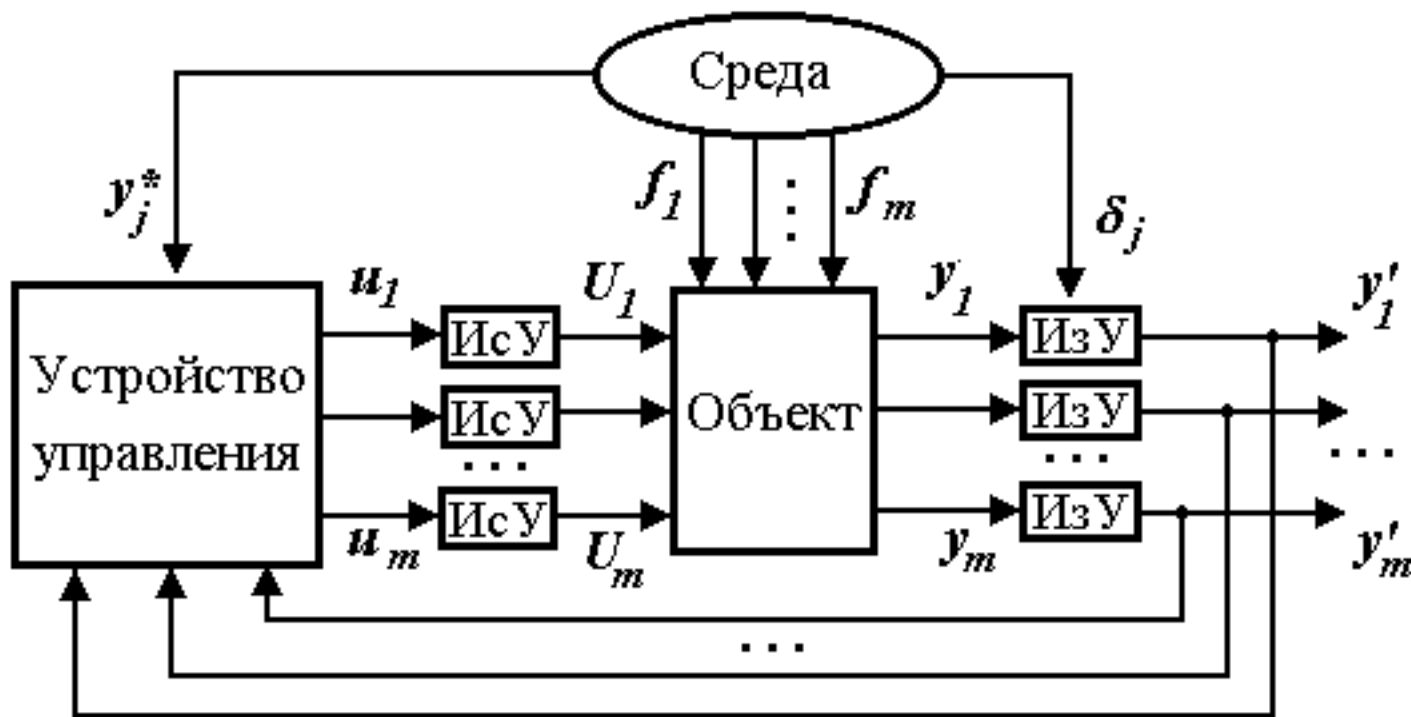 Среда
y*j
f1
fm
δj
u1
U1
y1
y'1
ИсУ
ИзУ
Устройство
управления
ИсУ
Объект
ИзУ
. . .
. . .
. . .
ИсУ
ИзУ
um
Um
ym
y'm
. . .